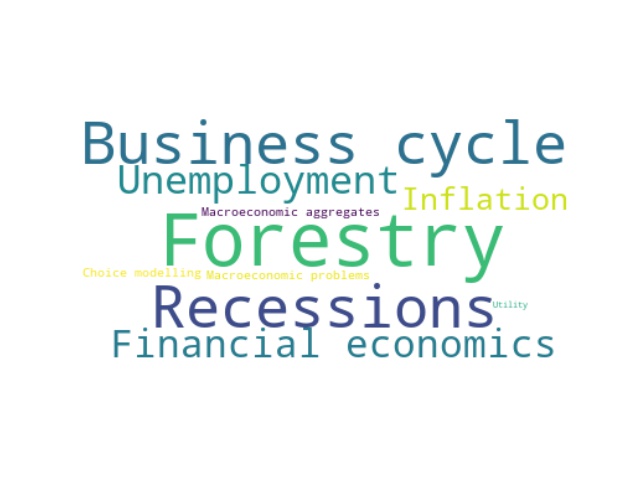 Business cycle
Unemployment
Inflation
Macroeconomic aggregates
Forestry
Choice modelling
Macroeconomic problems
Recessions
Utility
Financial economics